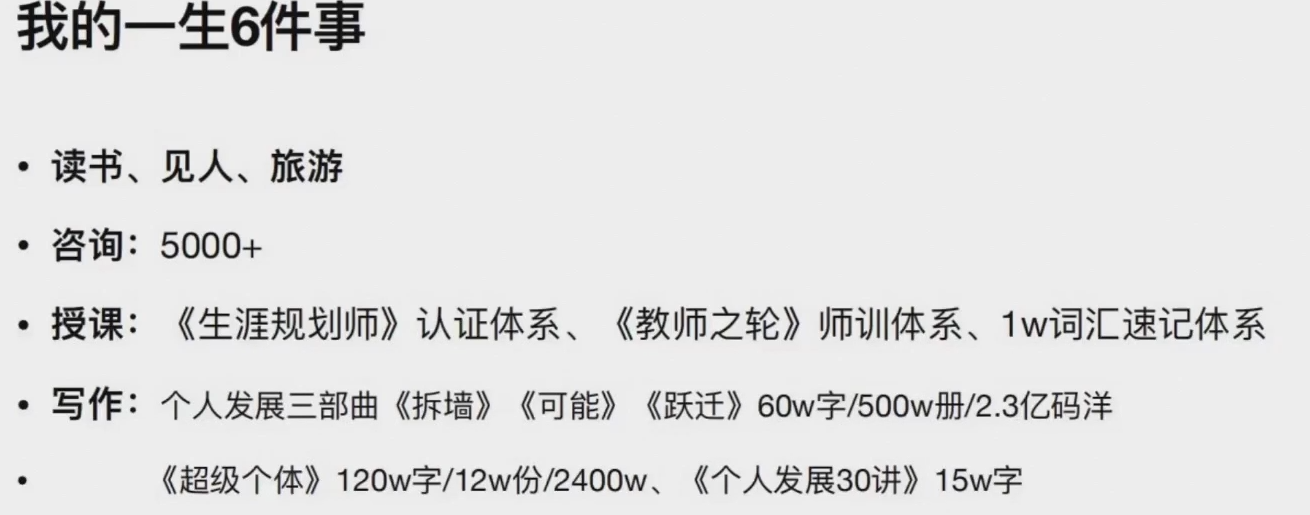 我的一生6件事
• 读书、见人、旅游
• 咨询：5000+
• 授课：《生涯规划师》认证体系、《教师之轮》师训体系、1w词汇速记体系
• 写作：个人发展三部曲《拆墙》《可能》《跃迁》60w字/500w册/2.3亿码洋
• 《超级个体》120w字/12w份/2400w、《个人发展30讲》15w字